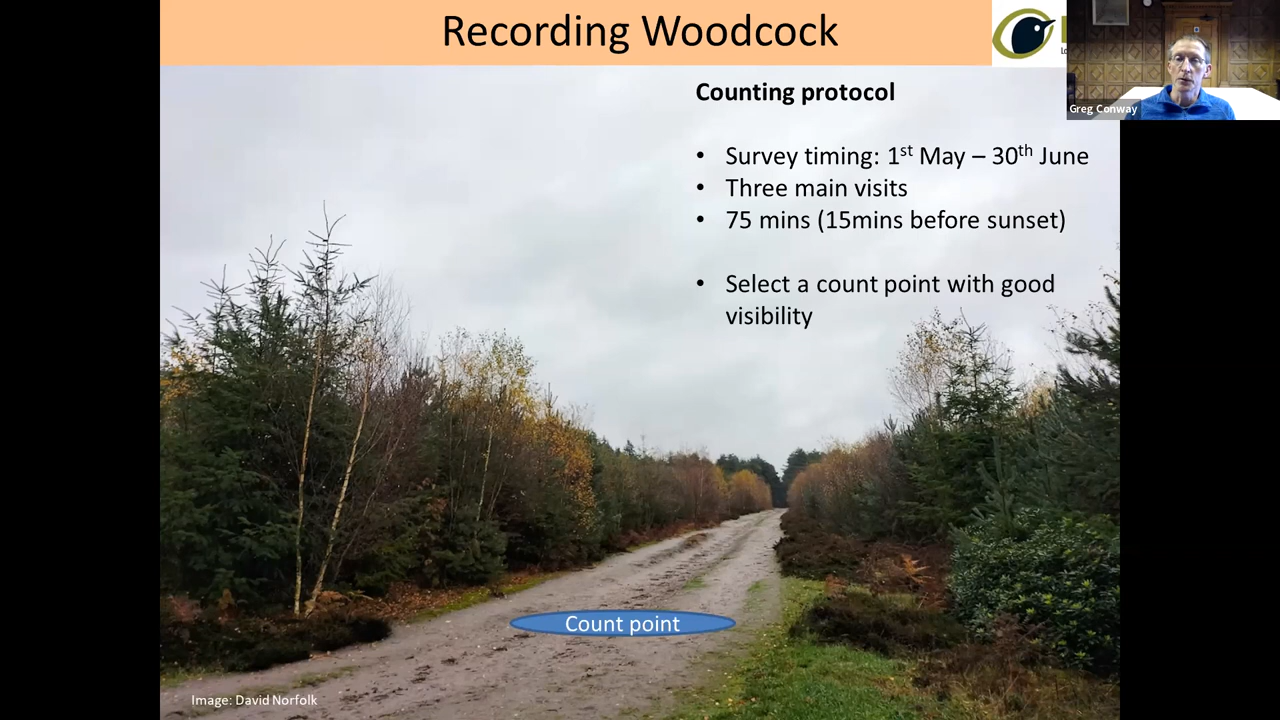 Recording Woodcock
Greg Conway
Counting protocol
• Survey timing: 1st May – 30th June
• Three main visits
• 75 mins (15mins before sunset)
• Select a count point with good
visibility
Count point
Image: David Norfolk